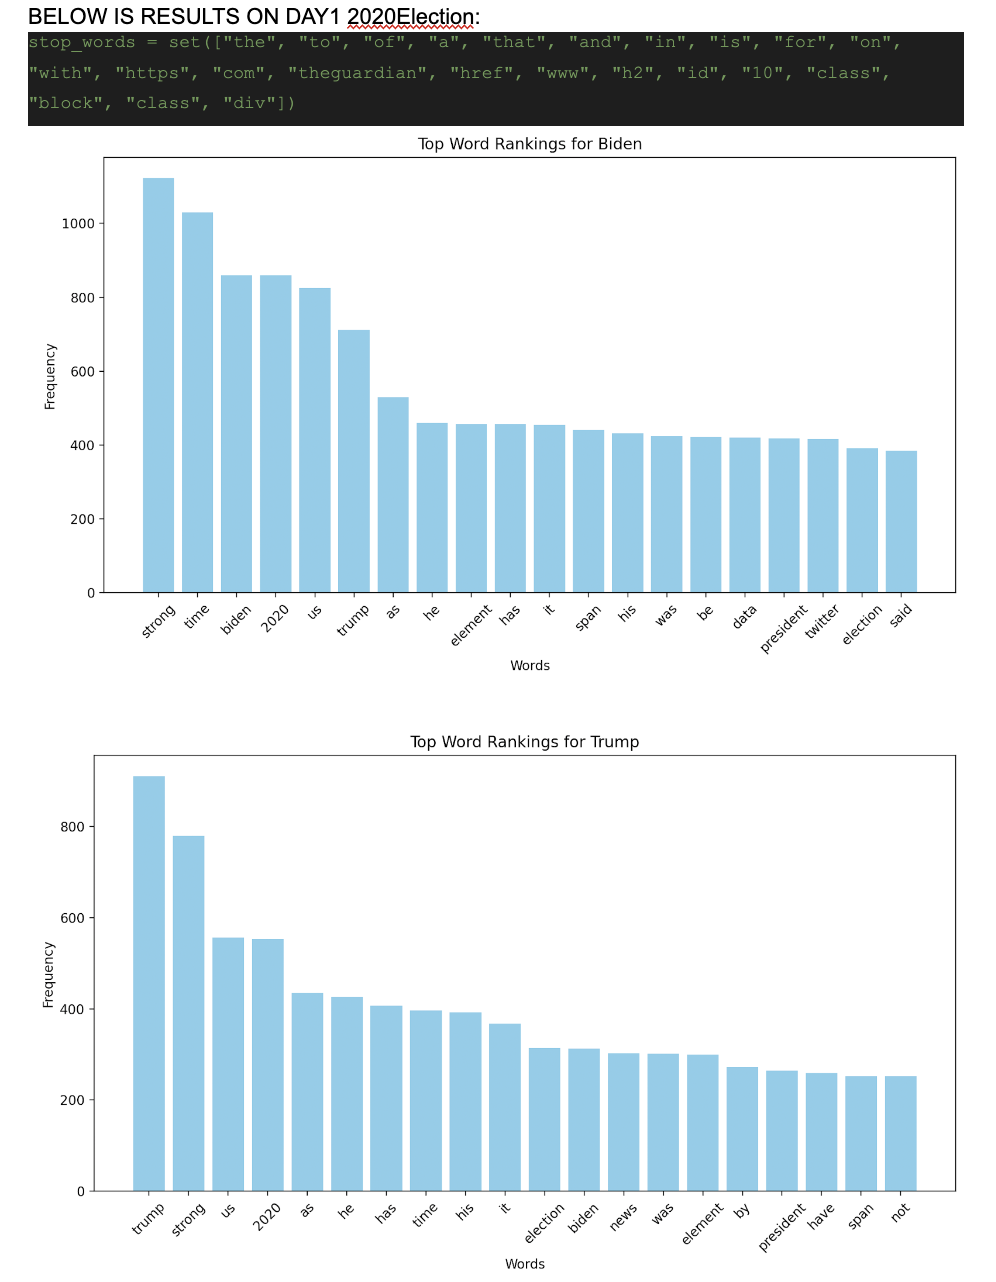 BELOW IS RESULTS ON DAY1 2020Election:
stop_words = set(["the", "to", "of", "a", "that", "and", "in", "is", "for", "on",
"with", "https", "com", "theguardian", "href", "www", "h2", "id", "10", "class",
"block", "class", "div"])
Top Word Rankings for Biden
1000
800
600
400
200
0
Frequency
strong time biden 2020 us trump as he element has it span his was be data president twitter election said
Words
Top Word Rankings for Trump
800
600
400
200
0
Frequency
trump strong us 2020 as he has time his it election biden news was element by president have span not
Words